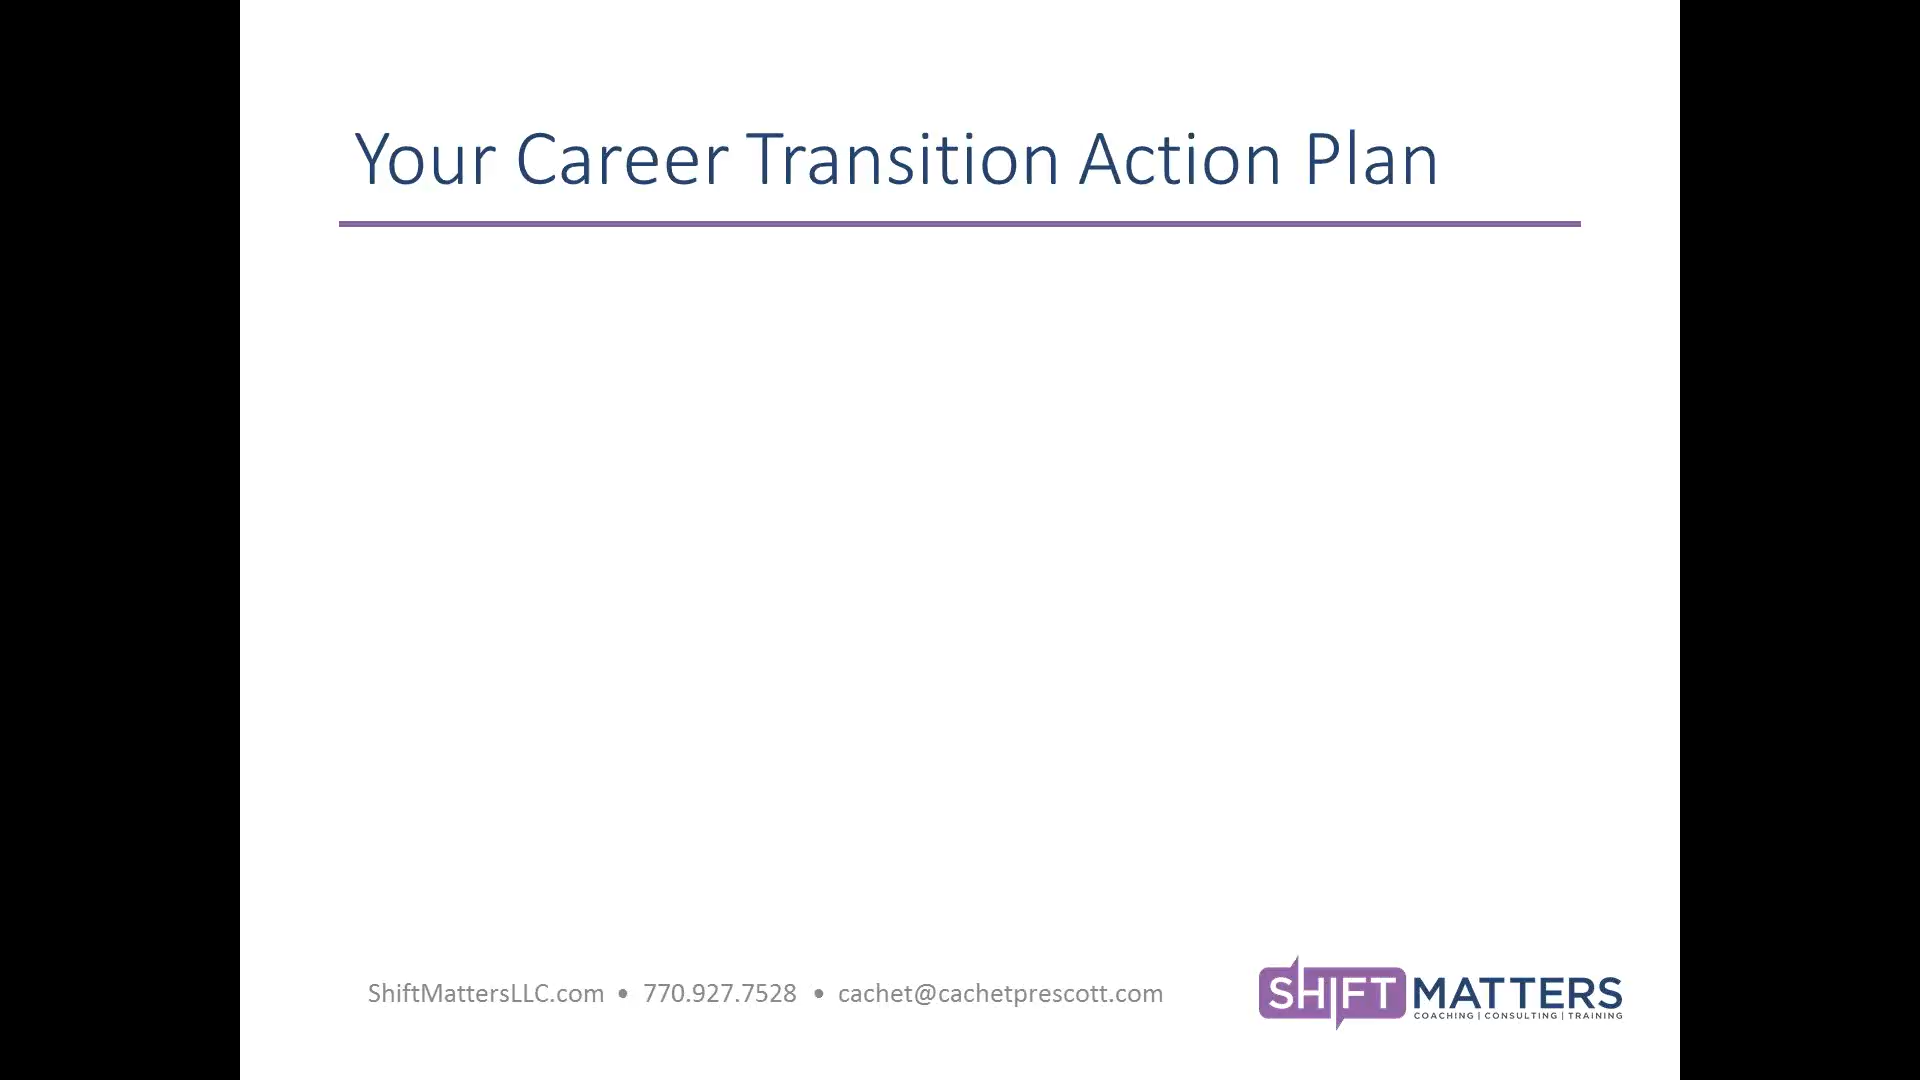 Your Career Transition Action Plan
ShiftMattersLLC.com • 770.927.7528 • cachet@cachetprescott.com
SHIFT MATTERS
COACHING | CONSULTING | TRAINING